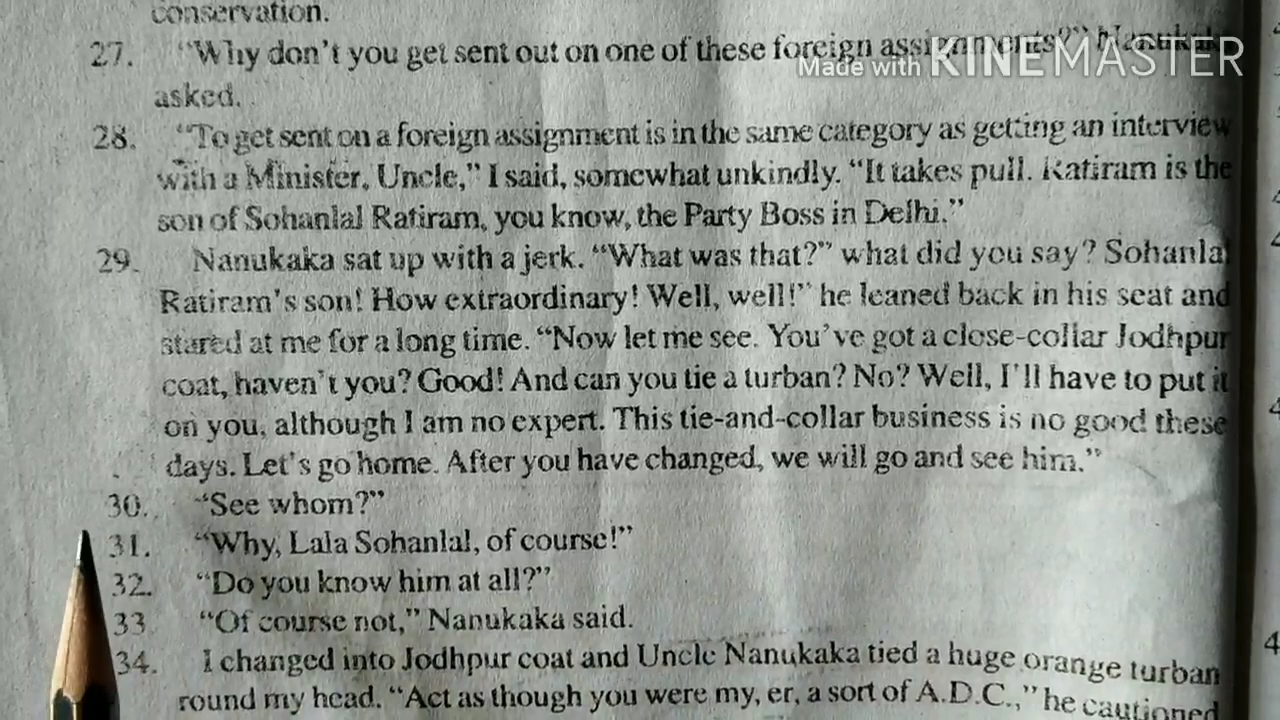 conservation.
27. "Why don't you get sent out on one of these foreign assignments?" Nanukaka
Made with KINEMASTER
asked.
28. "To get sent on a foreign assignment is in the same category as getting an interview
with a Minister, Uncle," I said, somewhat unkindly. "It takes pull. Ratiram is the
son of Sohanlal Ratiram, you know, the Party Boss in Delhi."
29. Nanukaka sat up with a jerk. "What was that?" what did you say? Sohanlal
Ratiram's son! How extraordinary! Well, well!" he leaned back in his seat and
stared at me for a long time. "Now let me see. You've got a close-collar Jodhpur
coat, haven't you? Good! And can you tie a turban? No? Well, I'll have to put it
on you, although I am no expert. This tie-and-collar business is no good these
days. Let's go home. After you have changed, we will go and see him."
30. "See whom?"
31. "Why, Lala Sohanlal, of course!"
32. "Do you know him at all?"
33 "Of course not," Nanukaka said.
34. I changed into Jodhpur coat and Uncle Nanukaka tied a huge orange turban
round my head. "Act as though you were my, er, a sort of A.D.C.," he cautioned